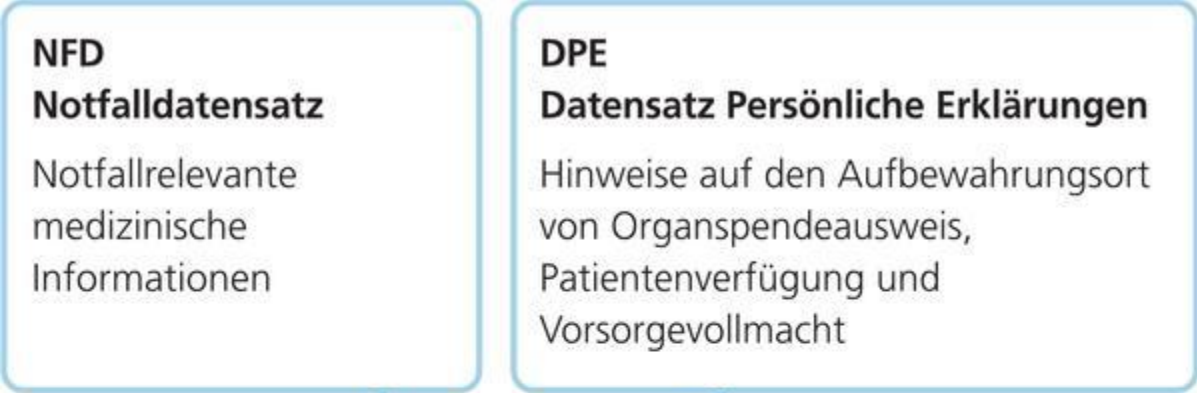 NFD
Notfalldatensatz
Notfallrelevante
medizinische
Informationen
DPE
Datensatz Persönliche Erklärungen
Hinweise auf den Aufbewahrungsort
von Organspendeausweis,
Patientenverfügung und
Vorsorgevollmacht